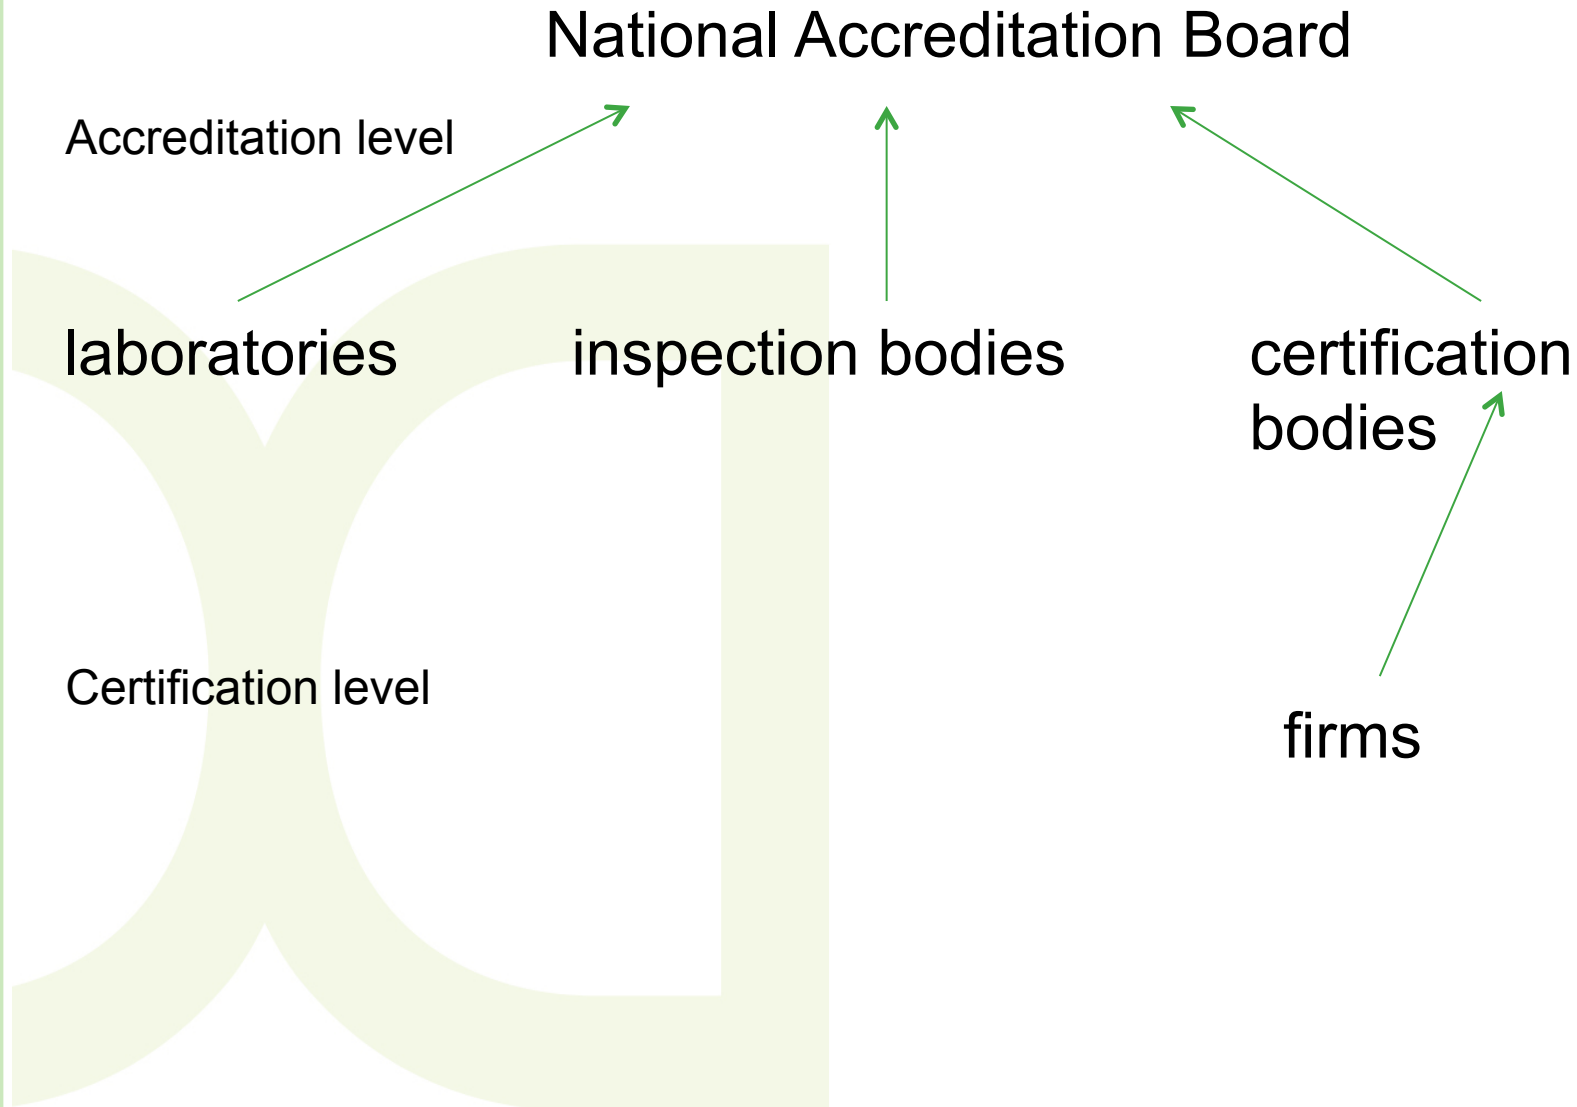 National Accreditation Board
Accreditation level
laboratories
inspection bodies
certification
bodies
Certification level
firms